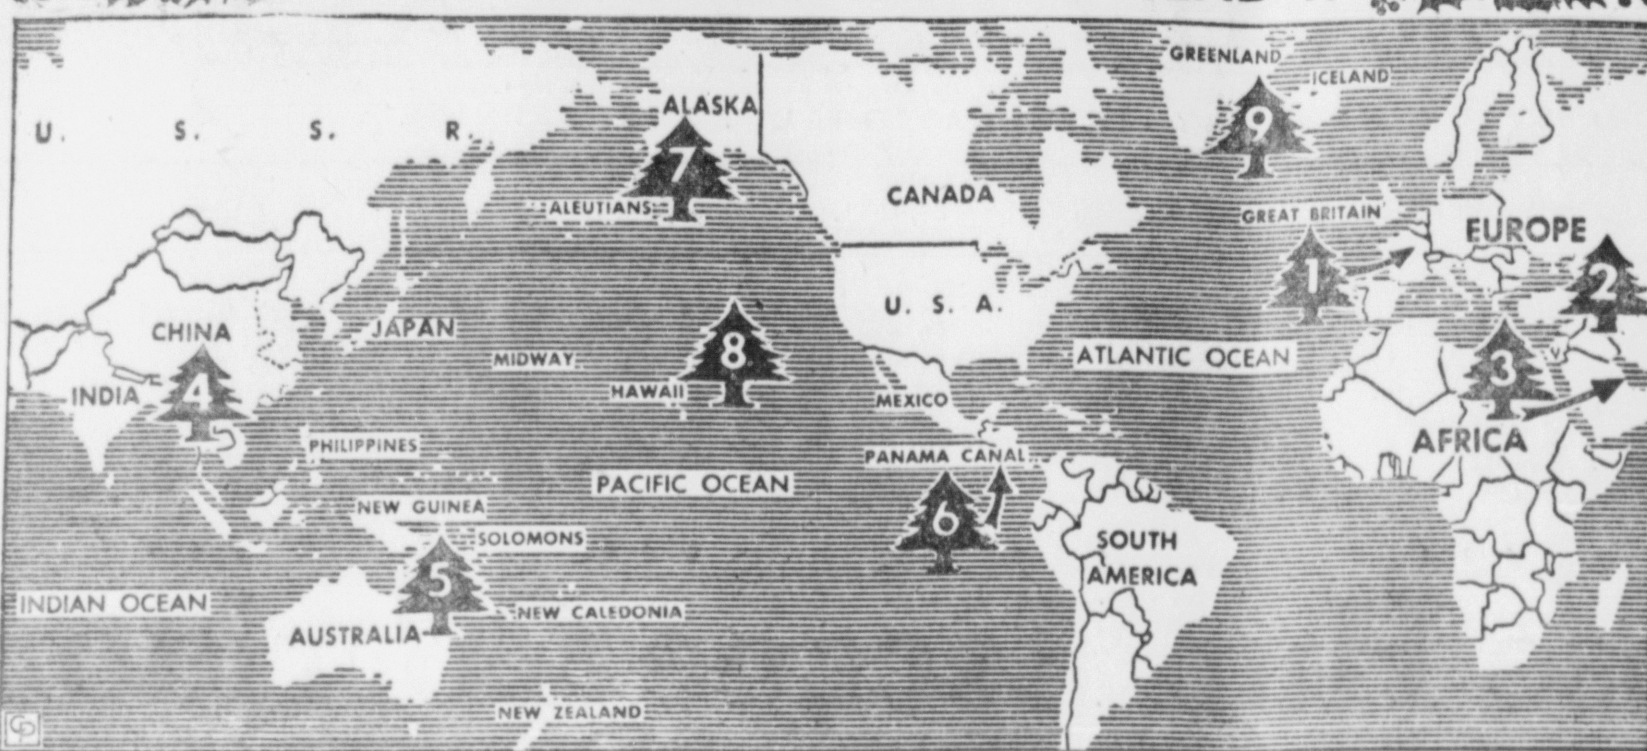 GREENLAND
ICELAND
ALASKA
9
U. S. S. R.
7
CANADA
ALEUTIANS
GREAT BRITAIN
EUROPE
1
2
U. S. A.
CHINA
JAPAN
8
MIDWAY
ATLANTIC OCEAN
3
INDIA
4
HAWAII
MEXICO
AFRICA
PHILIPPINES
PANAMA CANAL
PACIFIC OCEAN
NEW GUINEA
6
SOLOMONS
SOUTH
AMERICA
5
INDIAN OCEAN
NEW CALEDONIA
AUSTRALIA
NEW ZEALAND
CP